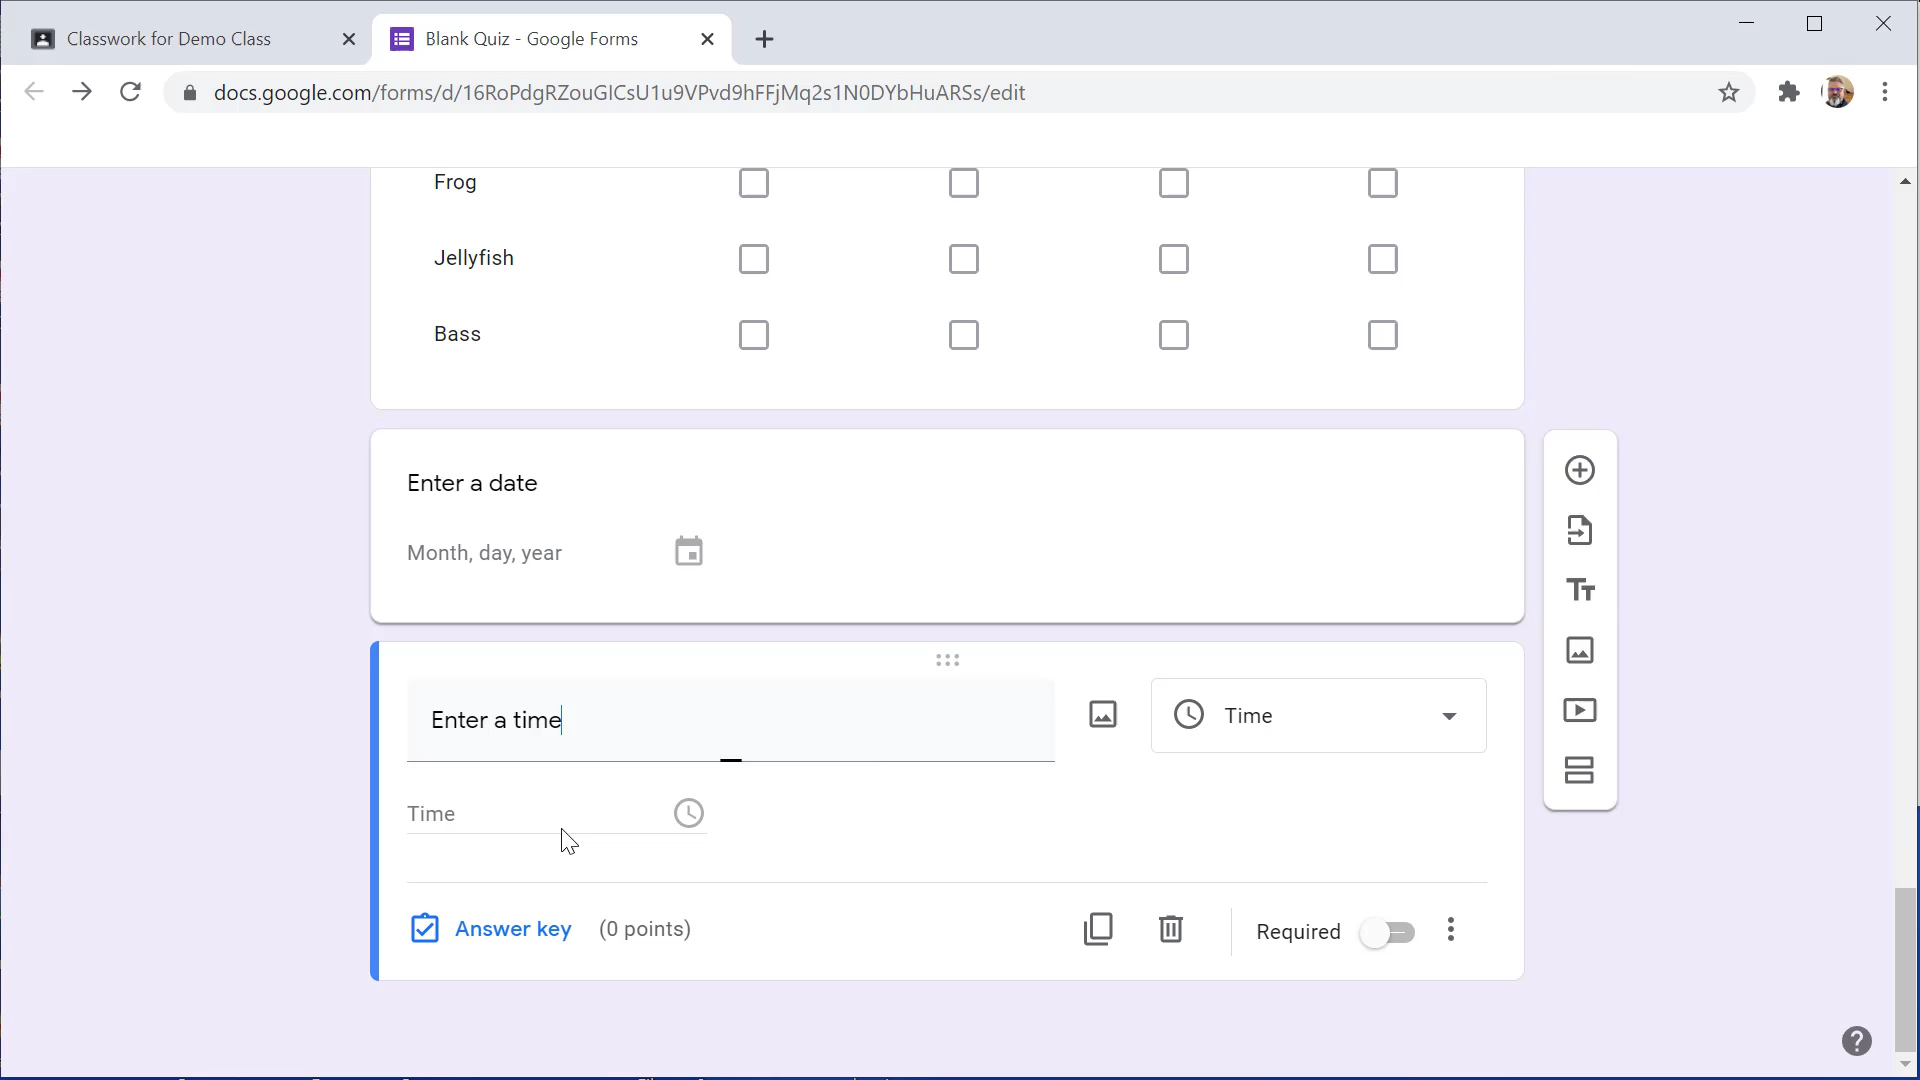 Classwork for Demo Class
Blank Quiz - Google Forms
docs.google.com/forms/d/16RoPdgRZouGlCsU1u9VPvd9hFFjMq2s1N0DYbHuARSs/edit
Frog
Jellyfish
Bass
Enter a date
Month, day, year
Enter a time
Time
Time
Answer key (0 points)
Required